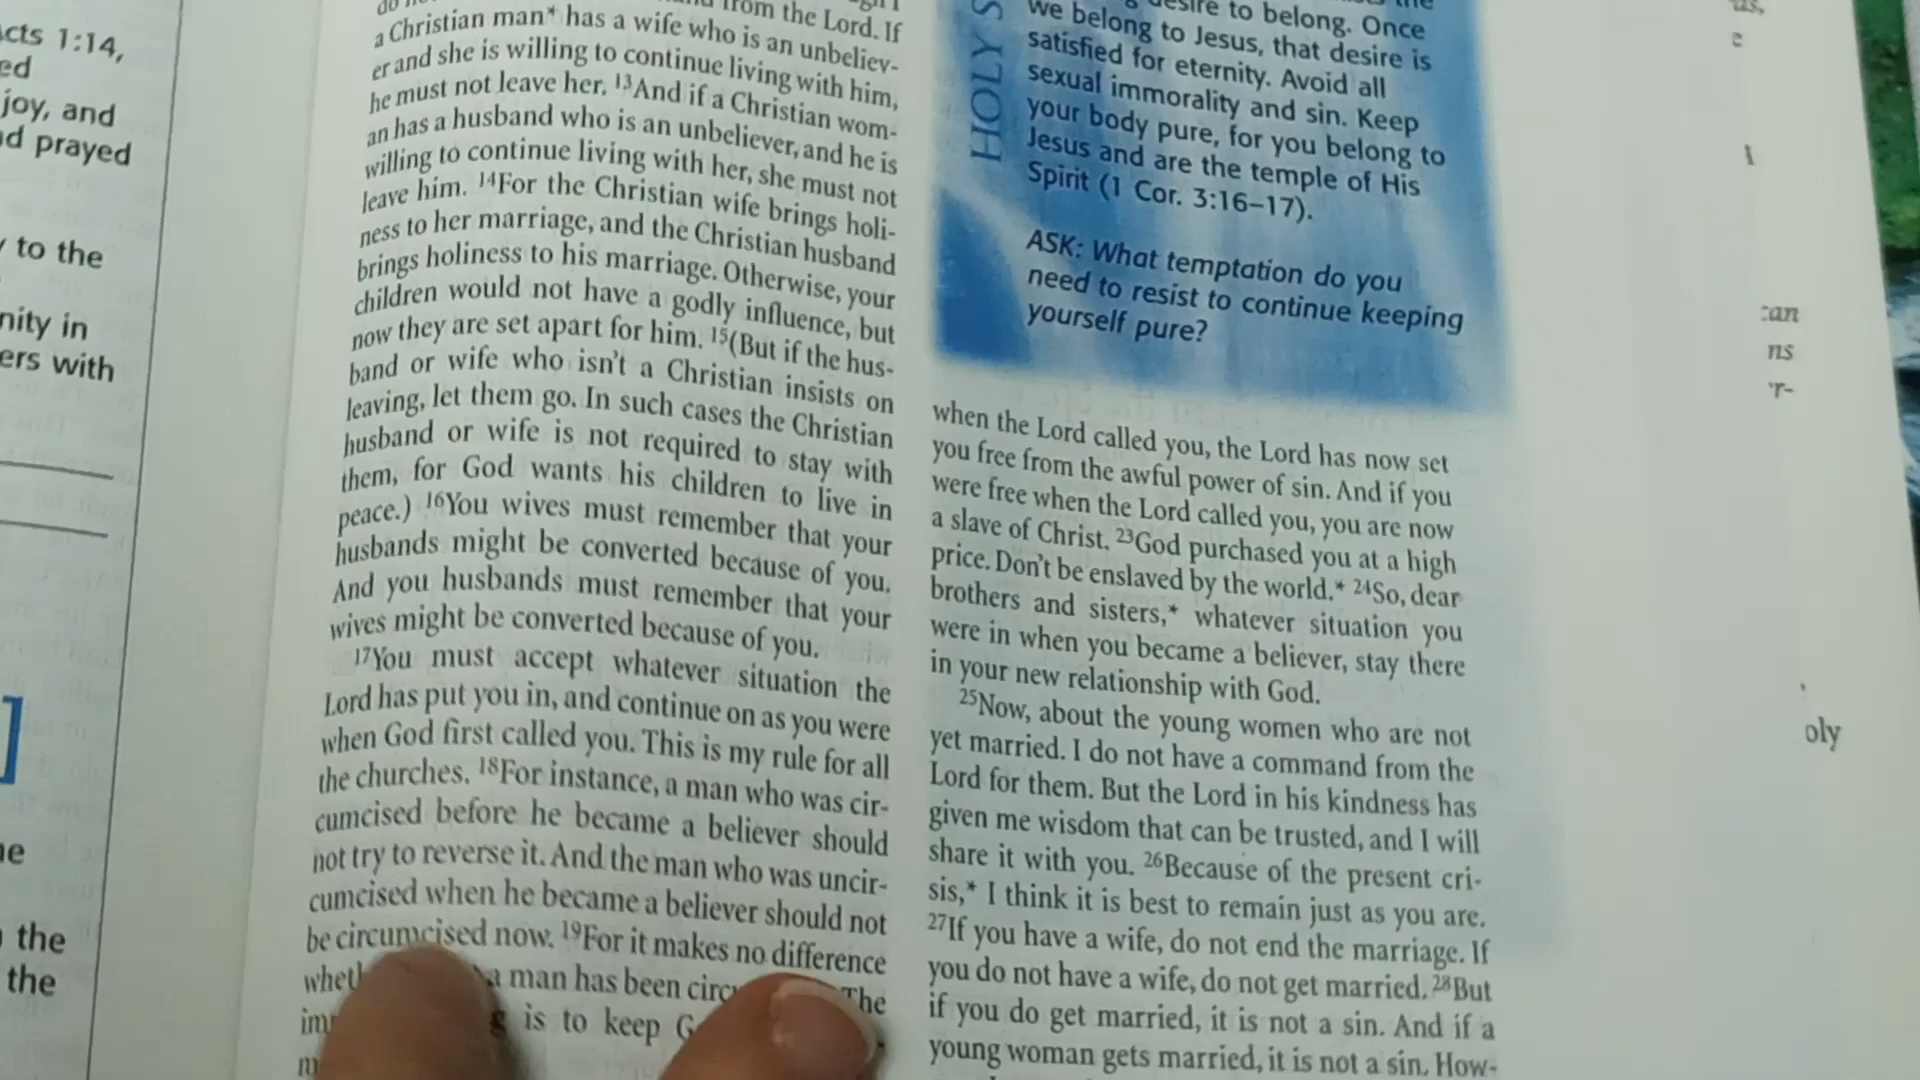 Acts 1:14,
joy, and
prayed
to the
in
with
the
the
from the Lord. If
a Christian man* has a wife who is an unbeliev-
er and she is willing to continue living with him,
he must not leave her. 13And if a Christian wom-
an has a husband who is an unbeliever, and he is
willing to continue living with her, she must not
leave him. 14For the Christian wife brings holi-
ness to her marriage, and the Christian husband
brings holiness to his marriage. Otherwise, your
children would not have a godly influence, but
now they are set apart for him. 15(But if the hus-
band or wife who isn't a Christian insists on
leaving, let them go. In such cases the Christian
husband or wife is not required to stay with
them, for God wants his children to live in
peace.) 16You wives must remember that your
husbands might be converted because of you.
And you husbands must remember that your
wives might be converted because of you.
17You must accept whatever situation the
Lord has put you in, and continue on as you were
when God first called you. This is my rule for all
the churches. 18For instance, a man who was cir-
cumcised before he became a believer should
not try to reverse it. And the man who was uncir-
cumcised when he became a believer should not
be circumcised now. 19For it makes no difference
a man has been The
is to keep
HOLY
desire to belong. Once
we belong to Jesus, that desire is
satisfied for eternity. Avoid all
sexual immorality and sin. Keep
your body pure, for you belong to
Jesus and are the temple of His
Spirit (1 Cor. 3:16–17).
ASK: What temptation do you
need to resist to continue keeping
yourself pure?
when the Lord called you, the Lord has now set
you free from the awful power of sin. And if you
were free when the Lord called you, you are now
a slave of Christ. 23God purchased you at a high
price. Don't be enslaved by the world.* 24So, dear
brothers and sisters,* whatever situation you
were in when you became a believer, stay there
in your new relationship with God.
25Now, about the young women who are not
yet married. I do not have a command from the
Lord for them. But the Lord in his kindness has
given me wisdom that can be trusted, and I will
share it with you. 26Because of the present cri-
sis,* I think it is best to remain just as you are.
27If you have a wife, do not end the marriage. If
you do not have a wife, do not get married. 28But
if you do get married, it is not a sin. And if a
young woman gets married, it is not a sin. How-